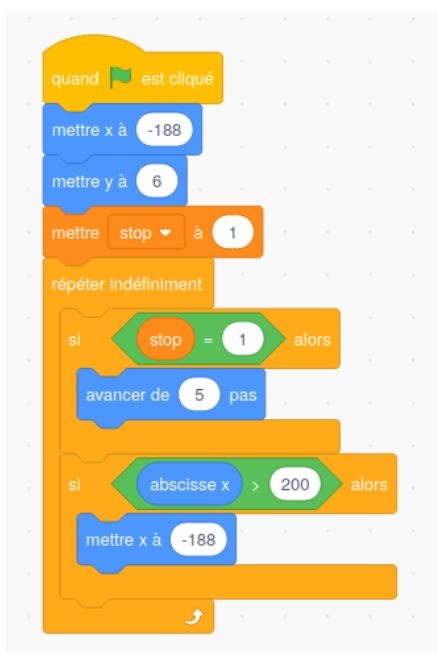 quand est cliqué
mettre x à -188
mettre y à 6
mettre stop à 1
répéter indéfiniment
si stop = 1 alors
avancer de 5 pas
si abscisse x > 200 alors
mettre x à -188